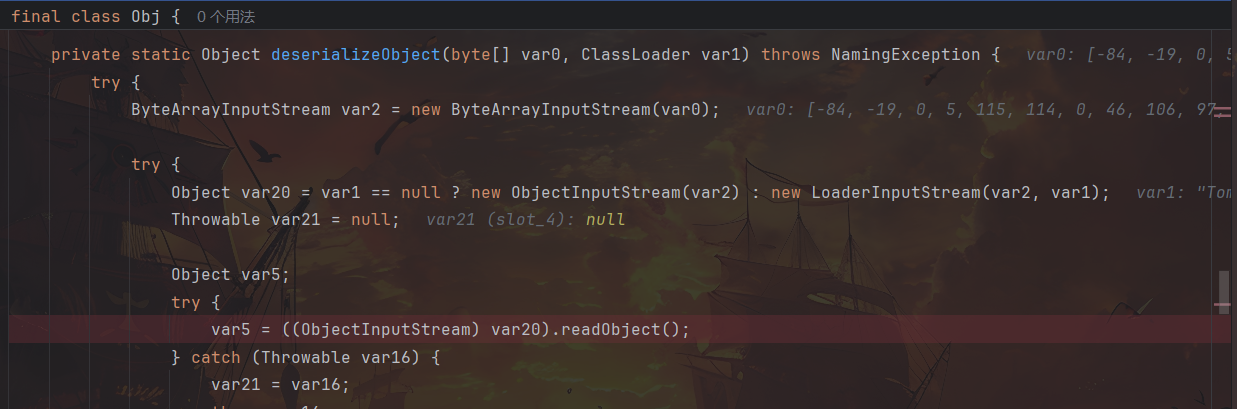 final class Obj { 0 个用法
private static Object deserializeObject(byte[] var0, ClassLoader var1) throws NamingException { var0: [-84, -19, 0, 5
try {
ByteArrayInputStream var2 = new ByteArrayInputStream(var0); var0: [-84, -19, 0, 5, 115, 114, 0, 46, 106, 97,
try {
Object var20 = var1 == null ? new ObjectInputStream(var2) : new LoaderInputStream(var2, var1); var1: "Tom
Throwable var21 = null; var21 (slot_4): null
Object var5;
try {
var5 = ((ObjectInputStream) var20).readObject();
} catch (Throwable var16) {
var21 = var16;